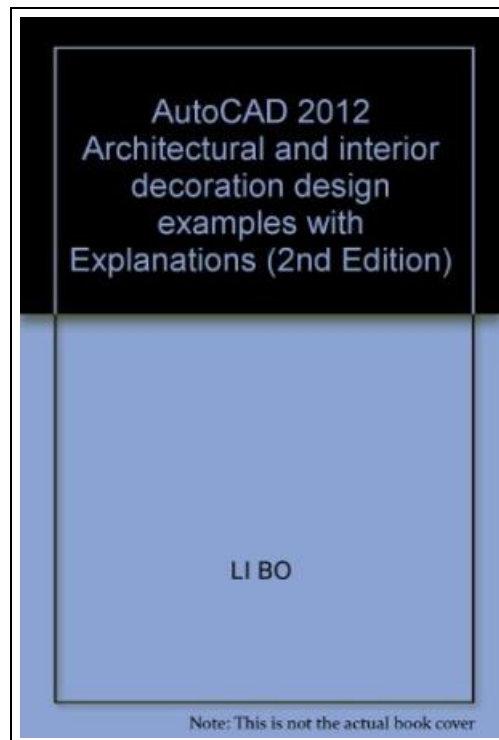 AutoCAD 2012
Architectural and interior
decoration design
examples with
Explanations (2nd Edition)
LI BO
Note: This is not the actual book cover